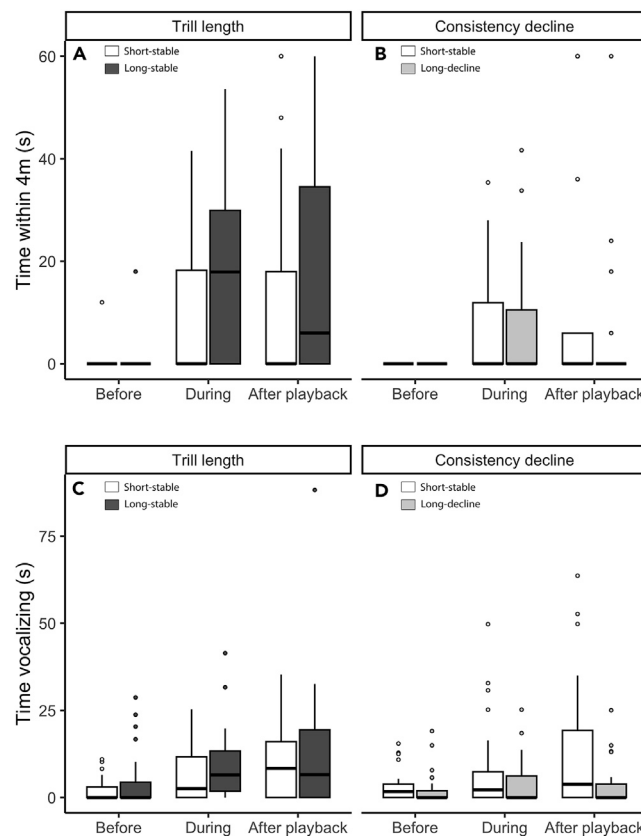 Trill length
Consistency decline
A
Short-stable
Long-stable
B
Short-stable
Long-decline
Time within 4m (s)
60
40
20
0
Before
During
After playback
Before
During
After playback
Trill length
Consistency decline
C
Short-stable
Long-stable
D
Short-stable
Long-decline
Time vocalizing (s)
75
50
25
0
Before
During
After playback
Before
During
After playback